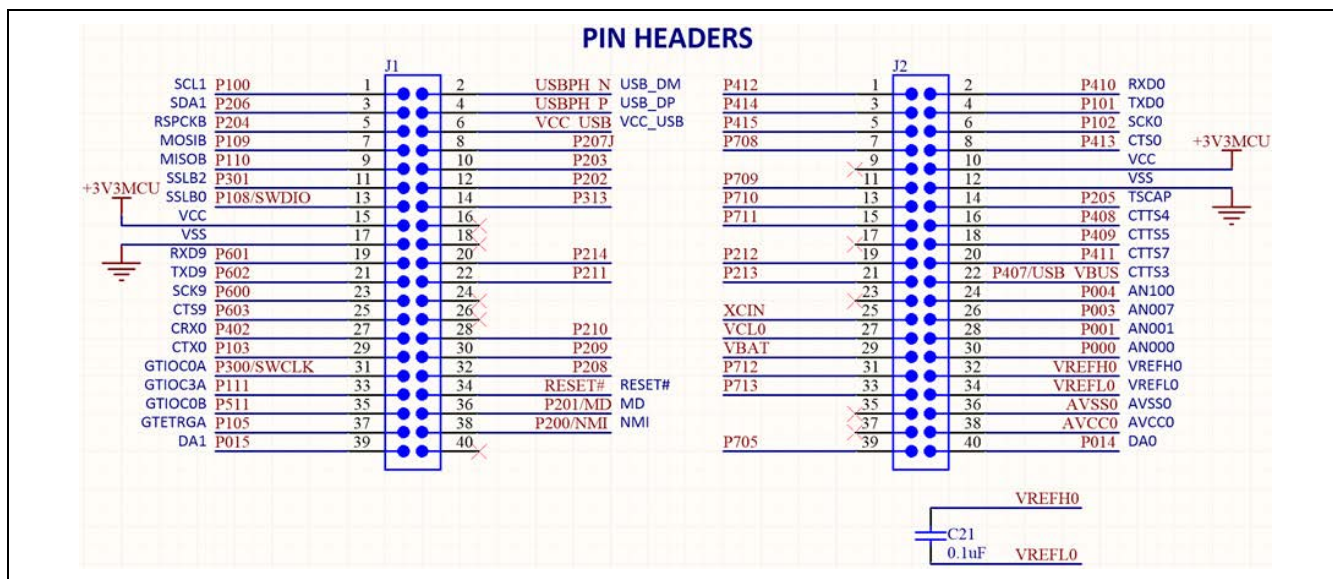 PIN HEADERS
J1
SCL1 P100 1 2 USBPH_N USB_DM
SDA1 P206 3 4 USBPH_P USB_DP
RSPCKB P204 5 6 VCC_USB VCC_USB
MOSIB P109 7 8 P207J
MISOB P110 9 10 P203
SSLB2 P301 11 12 P202
+3V3MCU
SSLB0 P108/SWDIO 13 14 P313
VCC 15 16
VSS 17 18
RXD9 P601 19 20 P214
TXD9 P602 21 22 P211
SCK9 P600 23 24
CTS9 P603 25 26
CRX0 P402 27 28 P210
CTX0 P103 29 30 P209
GTIOC0A P300/SWCLK 31 32 P208
GTIOC3A P111 33 34 RESET# RESET#
GTIOC0B P511 35 36 P201/MD MD
GTETRGA P105 37 38 P200/NMI NMI
DA1 P015 39 40
J2
P412 1 2 P410 RXD0
P414 3 4 P101 TXD0
P415 5 6 P102 SCK0
P708 7 8 P413 CTS0
+3V3MCU
9 10 VCC
P709 11 12 VSS
P710 13 14 P205 TSCAP
P711 15 16 P408 CTTS4
17 18 P409 CTTS5
P212 19 20 P411 CTTS7
P213 21 22 P407/USB_VBUS CTTS3
23 24 P004 AN100
XCIN 25 26 P003 AN007
VCL0 27 28 P001 AN001
VBAT 29 30 P000 AN000
P712 31 32 VREFH0 VREFH0
P713 33 34 VREFL0 VREFL0
35 36 AVSS0 AVSS0
37 38 AVCC0 AVCC0
P705 39 40 P014 DA0
VREFH0
C21
0.1uF
VREFL0